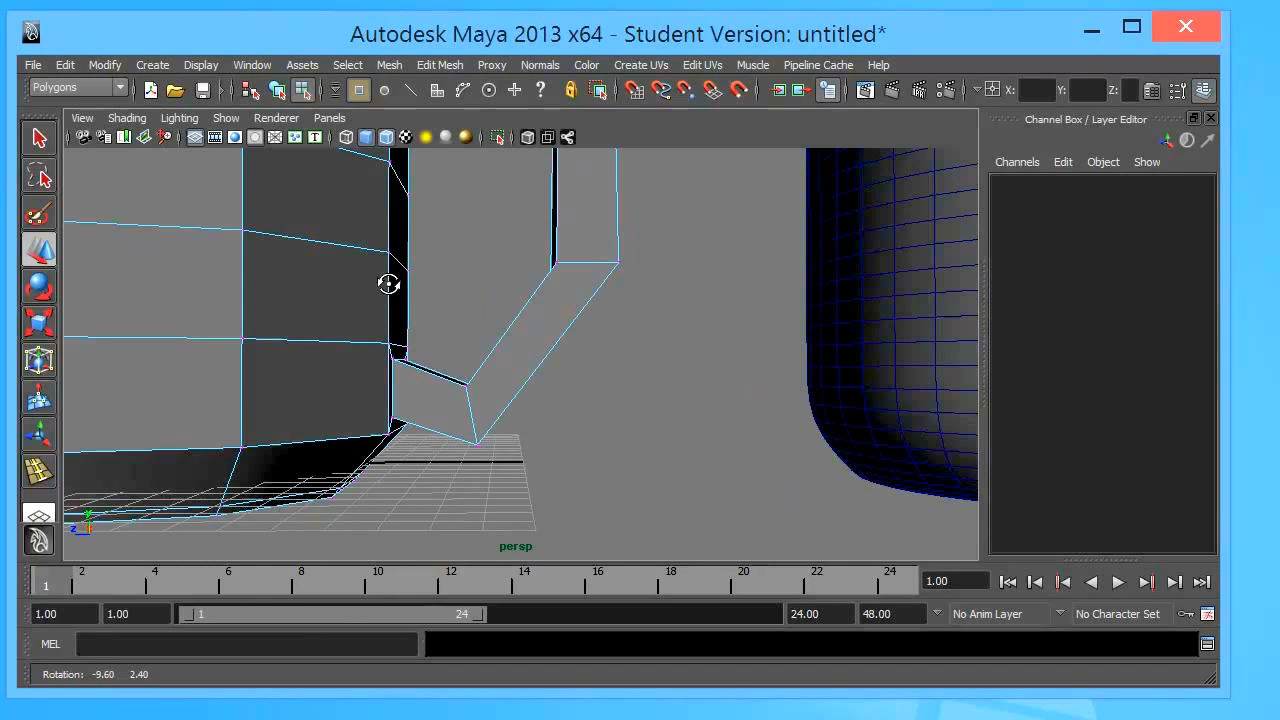 Autodesk Maya 2013 x64 - Student Version: untitled*
File Edit Modify Create Display Window Assets Select Mesh Edit Mesh Proxy Normals Color Create UVs Edit UVs Muscle Pipeline Cache Help
Polygons X: Y: Z:
View Shading Lighting Show Renderer Panels
Channel Box / Layer Editor
Channels Edit Object Show
y
z
persp
2 4 6 8 10 12 14 16 18 20 22 24
1 1.00
1.00 1.00 1 24 24.00 48.00 No Anim Layer No Character Set
MEL
Rotation: -9.60 2.40